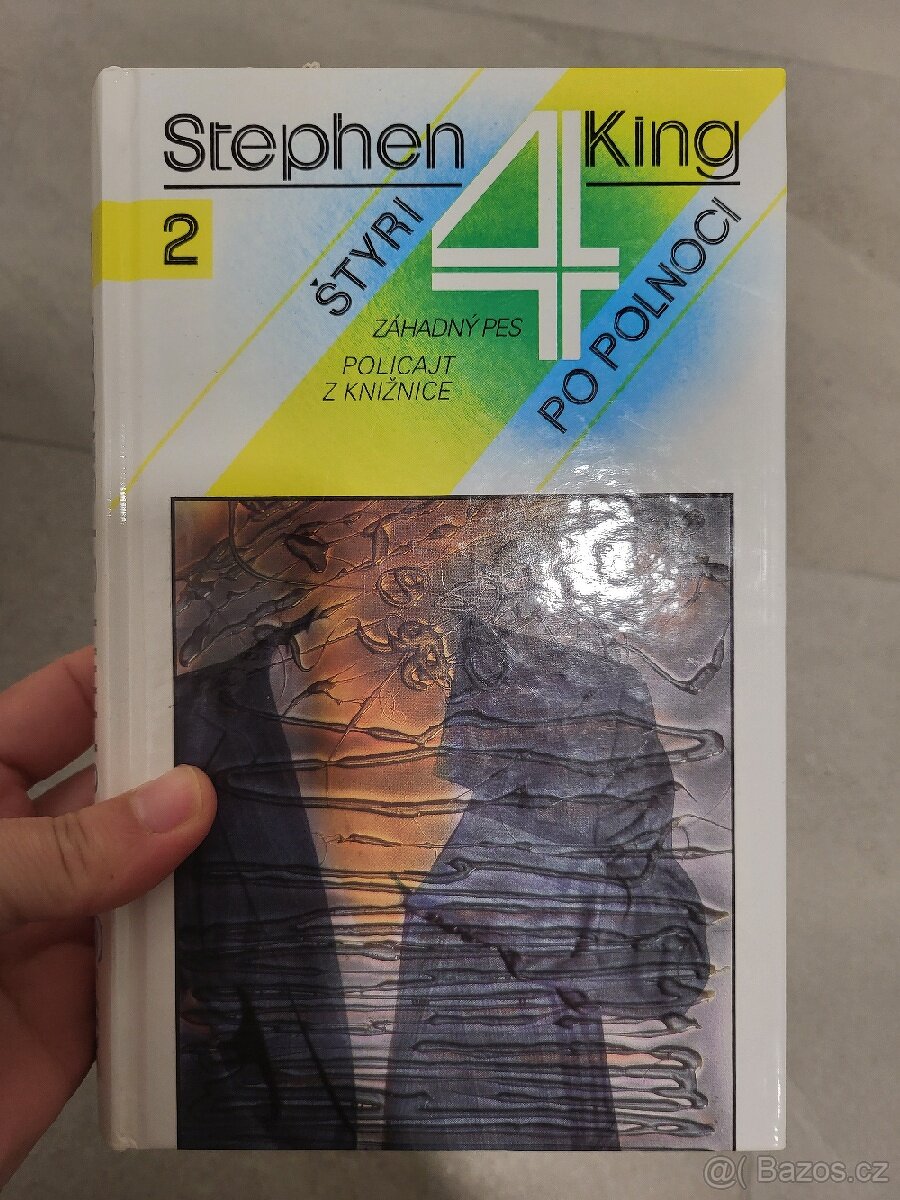 Stephen King
4
2
ŠTYRI
PO POLNOCI
ZÁHADNÝ PES
POLICAJT
Z KNIŽNICE
@( Bazos.cz